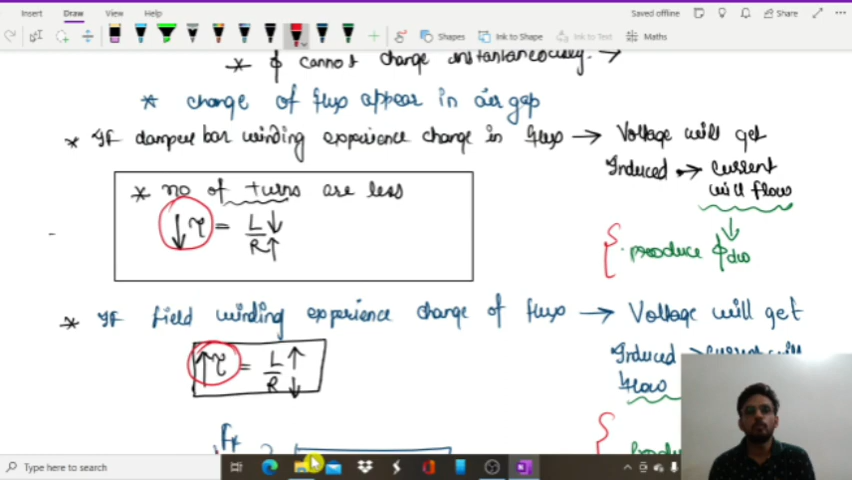 Draw
View
Help
Saved offline
Share
Shapes
Ink to Shape
Ink to Text
Maths
* ϕ cannot change instantaneously. →
* change of flux appear in air gap
* If damper bar winding experience change in flux → Voltage will get
Induced → current
will flow
* no of turns are less
↓τ = L↓/R↑
produce ϕdw
* If field winding experience change of flux → Voltage will get
Induced → current will
flow
↑τ = L↑/R↓
Type here to search